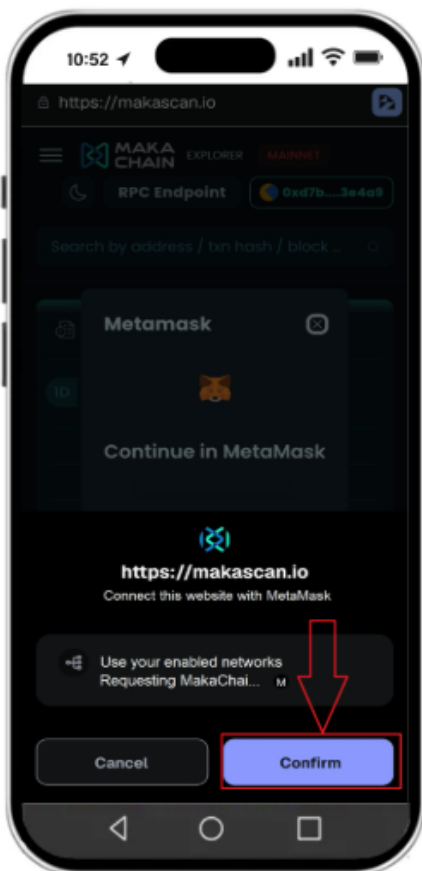 10:52
https://makascan.io
MAKA
CHAIN
EXPLORER
MAINNET
RPC Endpoint
0xd7b....3e4a9
Search by address / txn hash / block ...
Metamask
1D
Continue in MetaMask
https://makascan.io
Connect this website with MetaMask
Use your enabled networks
Requesting MakaChai... M
Cancel
Confirm